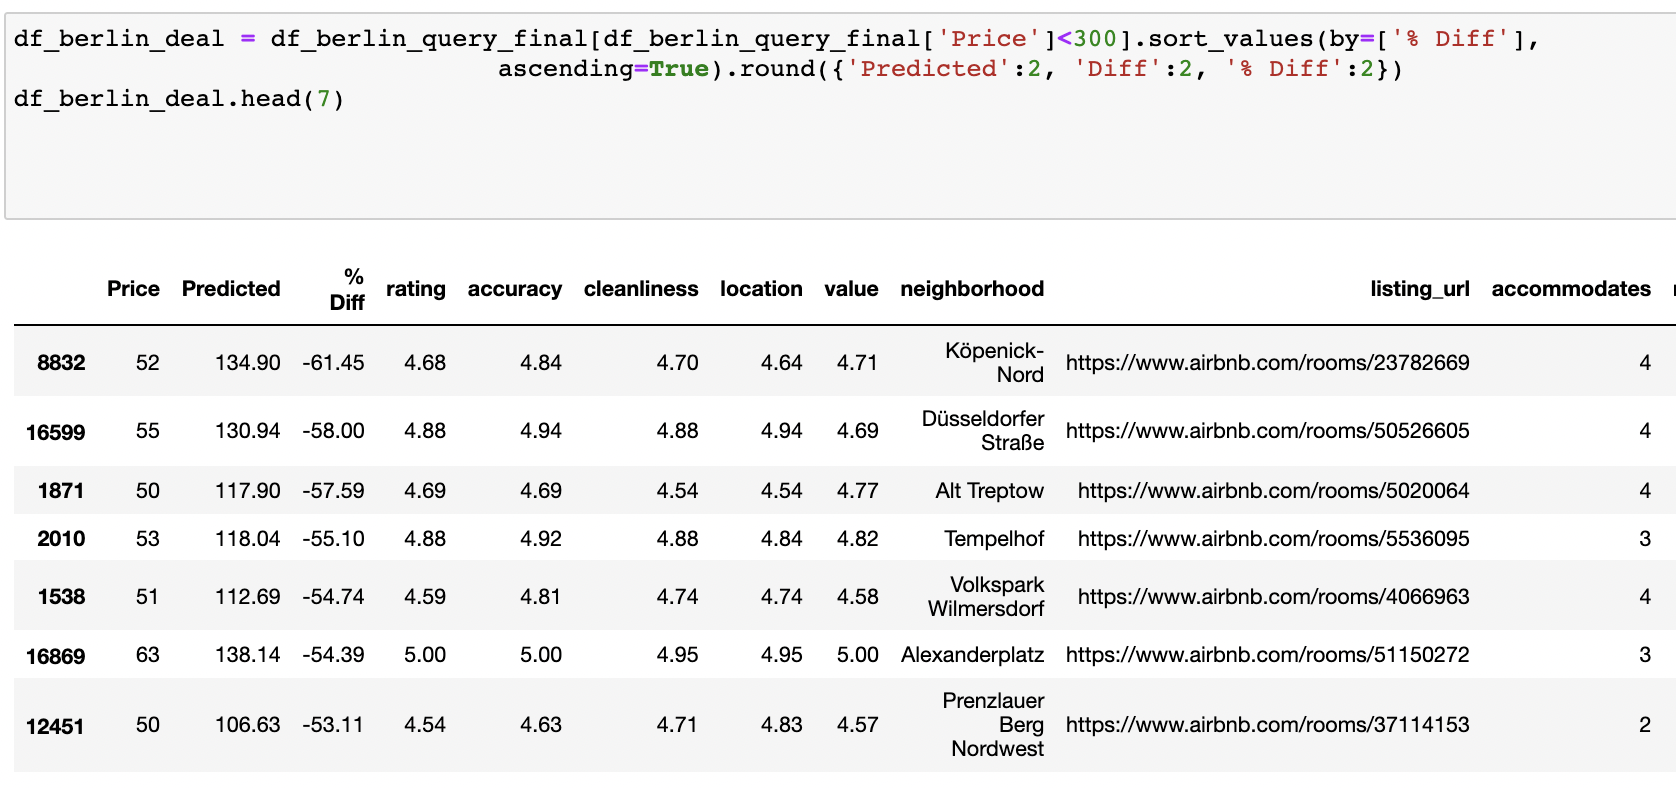 df_berlin_deal = df_berlin_query_final[df_berlin_query_final['Price']<300].sort_values(by=['% Diff'],
ascending=True).round({'Predicted':2, 'Diff':2, '% Diff':2})
df_berlin_deal.head(7)
Price Predicted % Diff rating accuracy cleanliness location value neighborhood listing_url accommodates
8832 52 134.90 -61.45 4.68 4.84 4.70 4.64 4.71 Köpenick-Nord https://www.airbnb.com/rooms/23782669 4
16599 55 130.94 -58.00 4.88 4.94 4.88 4.94 4.69 Düsseldorfer Straße https://www.airbnb.com/rooms/50526605 4
1871 50 117.90 -57.59 4.69 4.69 4.54 4.54 4.77 Alt Treptow https://www.airbnb.com/rooms/5020064 4
2010 53 118.04 -55.10 4.88 4.92 4.88 4.84 4.82 Tempelhof https://www.airbnb.com/rooms/5536095 3
1538 51 112.69 -54.74 4.59 4.81 4.74 4.74 4.58 Volkspark Wilmersdorf https://www.airbnb.com/rooms/4066963 4
16869 63 138.14 -54.39 5.00 5.00 4.95 4.95 5.00 Alexanderplatz https://www.airbnb.com/rooms/51150272 3
12451 50 106.63 -53.11 4.54 4.63 4.71 4.83 4.57 Prenzlauer Berg Nordwest https://www.airbnb.com/rooms/37114153 2